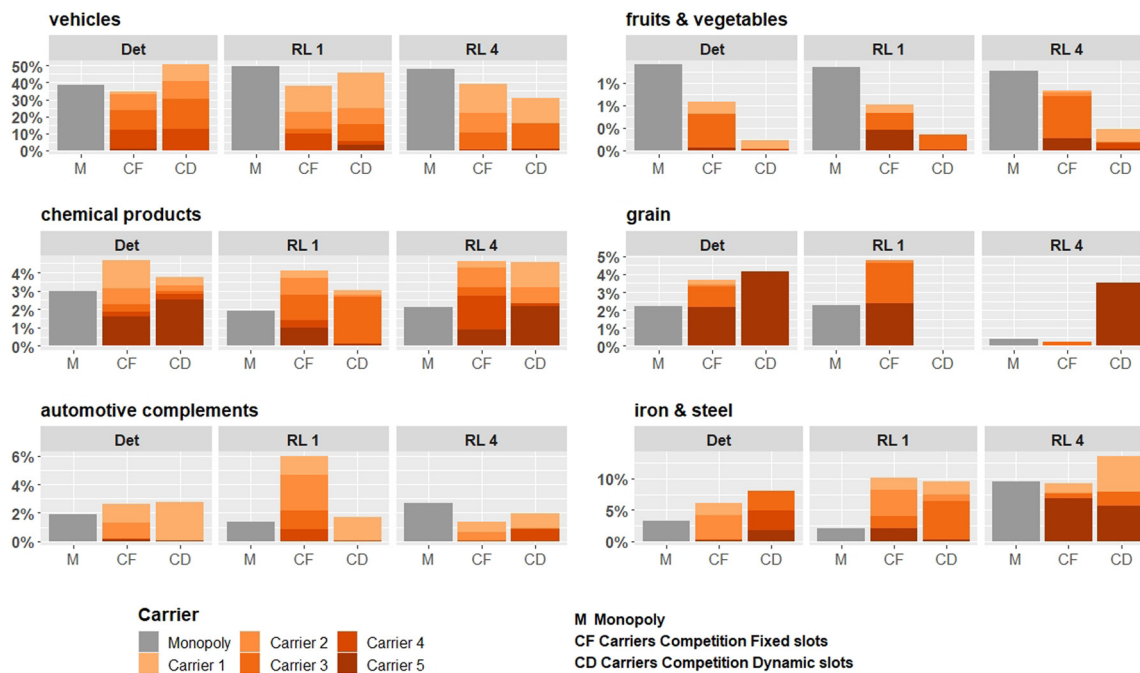 vehicles
Det RL 1 RL 4
50%
40%
30%
20%
10%
0%
M CF CD M CF CD M CF CD
fruits & vegetables
Det RL 1 RL 4
1%
1%
0%
0%
M CF CD M CF CD M CF CD
chemical products
Det RL 1 RL 4
4%
3%
2%
1%
0%
M CF CD M CF CD M CF CD
grain
Det RL 1 RL 4
5%
4%
3%
2%
1%
0%
M CF CD M CF CD M CF CD
automotive complements
Det RL 1 RL 4
6%
4%
2%
0%
M CF CD M CF CD M CF CD
iron & steel
Det RL 1 RL 4
10%
5%
0%
M CF CD M CF CD M CF CD
Carrier
Monopoly Carrier 2 Carrier 4
Carrier 1 Carrier 3 Carrier 5
M Monopoly
CF Carriers Competition Fixed slots
CD Carriers Competition Dynamic slots